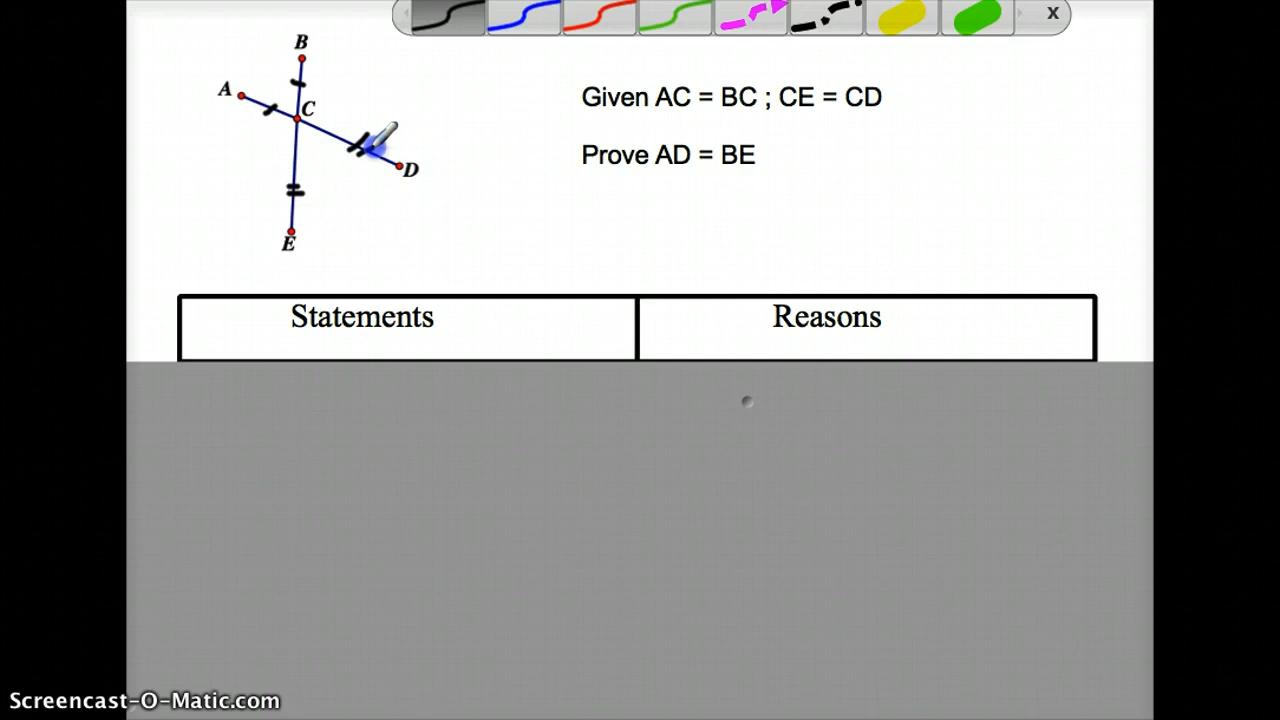 x
B
A
C
D
E
Given AC = BC ; CE = CD
Prove AD = BE
Statements
Reasons
Screencast-O-Matic.com